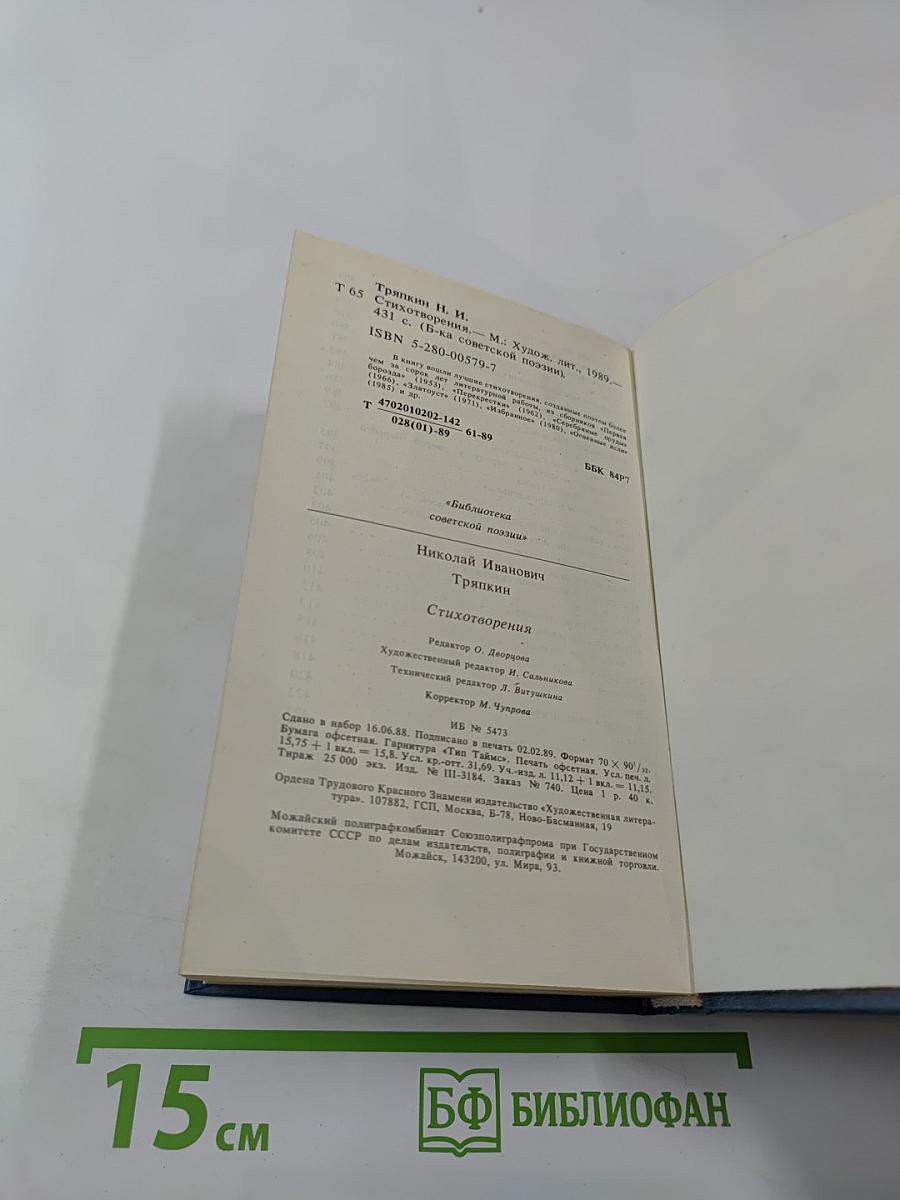 Тряпкин Н. И.
Т 65 Стихотворения.— М.: Худож. лит., 1989.—
431 с. (Б-ка советской поэзии).
ISBN 5-280-00579-7
В книгу вошли лучшие стихотворения, созданные поэтом более
чем за сорок лет литературной работы, из сборников «Первая
борозда» (1953), «Перекрестки» (1962), «Серебряные пруды»
(1966), «Златоуст» (1971), «Избранное» (1980), «Огненные ясли»
(1985) и др.
Т 4702010202-142 61-89
028(01)-89
ББК 84Р7
«Библиотека
советской поэзии»
Николай Иванович
Тряпкин
Стихотворения
Редактор О. Дворцова
Художественный редактор И. Сальникова
Технический редактор Л. Витушкина
Корректор М. Чупрова
ИБ № 5473
Сдано в набор 16.06.88. Подписано в печать 02.02.89. Формат 70 × 90¹/₃₂.
Бумага офсетная. Гарнитура «Тип Таймс». Печать офсетная. Усл. печ. л.
15,75 + 1 вкл. = 15,8. Усл. кр.-отт. 31,69. Уч.-изд. л. 11,12 + 1 вкл. = 11,15.
Тираж 25 000 экз. Изд. № III-3184. Заказ № 740. Цена 1 р. 40 к.
Ордена Трудового Красного Знамени издательство «Художественная литера-
тура». 107882, ГСП, Москва, Б-78, Ново-Басманная, 19
Можайский полиграфкомбинат Союзполиграфпрома при Государственном
комитете СССР по делам издательств, полиграфии и книжной торговли.
Можайск, 143200, ул. Мира, 93.
15 см
БФ БИБЛИОФАН